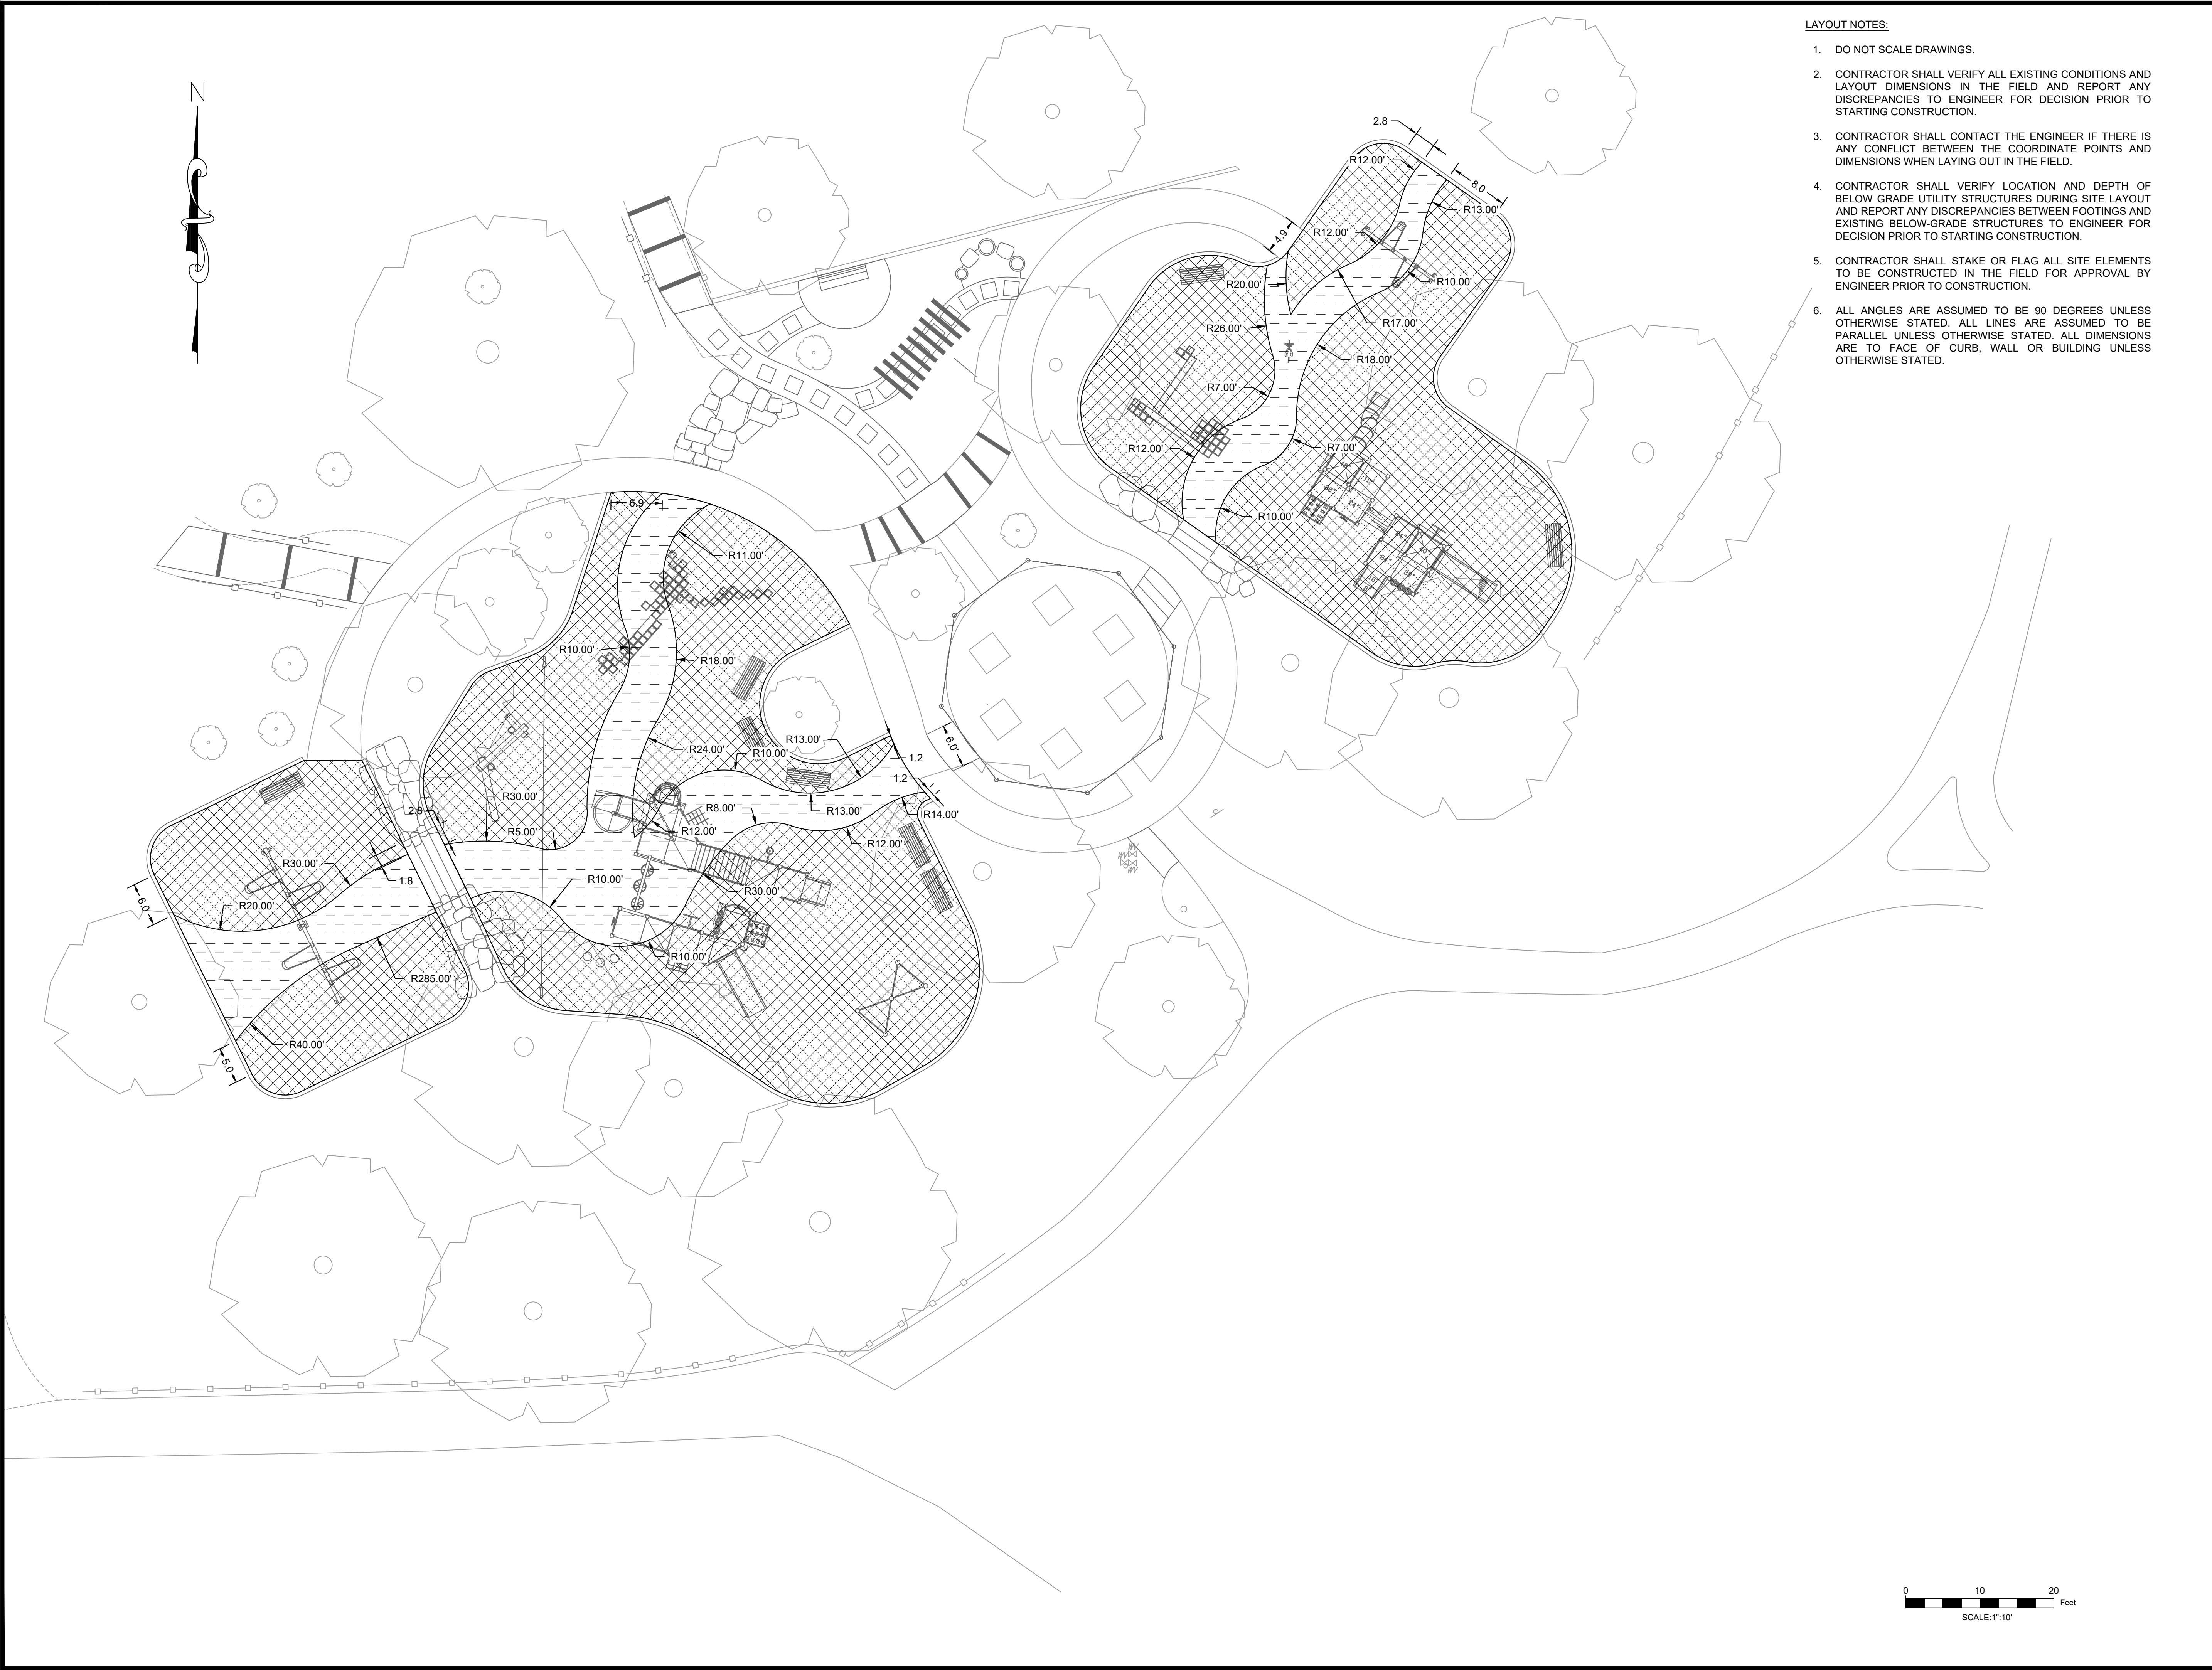 LAYOUT NOTES:
1. DO NOT SCALE DRAWINGS.
2. CONTRACTOR SHALL VERIFY ALL EXISTING CONDITIONS AND
LAYOUT DIMENSIONS IN THE FIELD AND REPORT ANY
DISCREPANCIES TO ENGINEER FOR DECISION PRIOR TO
STARTING CONSTRUCTION.
3. CONTRACTOR SHALL CONTACT THE ENGINEER IF THERE IS
ANY CONFLICT BETWEEN THE COORDINATE POINTS AND
DIMENSIONS WHEN LAYING OUT IN THE FIELD.
4. CONTRACTOR SHALL VERIFY LOCATION AND DEPTH OF
BELOW GRADE UTILITY STRUCTURES DURING SITE LAYOUT
AND REPORT ANY DISCREPANCIES BETWEEN FOOTINGS AND
EXISTING BELOW-GRADE STRUCTURES TO ENGINEER FOR
DECISION PRIOR TO STARTING CONSTRUCTION.
5. CONTRACTOR SHALL STAKE OR FLAG ALL SITE ELEMENTS
TO BE CONSTRUCTED IN THE FIELD FOR APPROVAL BY
ENGINEER PRIOR TO CONSTRUCTION.
6. ALL ANGLES ARE ASSUMED TO BE 90 DEGREES UNLESS
OTHERWISE STATED. ALL LINES ARE ASSUMED TO BE
PARALLEL UNLESS OTHERWISE STATED. ALL DIMENSIONS
ARE TO FACE OF CURB, WALL OR BUILDING UNLESS
OTHERWISE STATED.
N
2.8
R12.00'
8.0
R13.00'
4.9
R12.00'
R20.00'
R10.00'
R26.00'
R17.00'
R18.00'
R7.00'
R12.00'
R7.00'
R10.00'
6.9
R11.00'
R10.00'
R18.00'
R24.00'
R13.00'
R10.00'
6.0'
1.2
1.2
R30.00'
2.8
R8.00'
R13.00'
R14.00'
R5.00'
R12.00'
R12.00'
R30.00'
1.8
R10.00'
R30.00'
6.0
R20.00'
R10.00'
R285.00'
R40.00'
5.0
0 10 20
Feet
SCALE:1":10'